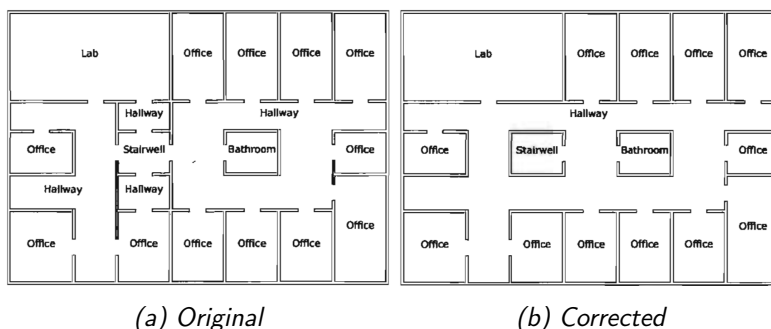 Office Office Office Office
Lab
Hallway Hallway
Office Stairwell Bathroom Office
Hallway Hallway
Office
Office Office Office Office Office
(a) Original
Office Office Office Office
Lab
Hallway
Office Stairwell Bathroom Office
Office
Office Office Office Office Office
(b) Corrected